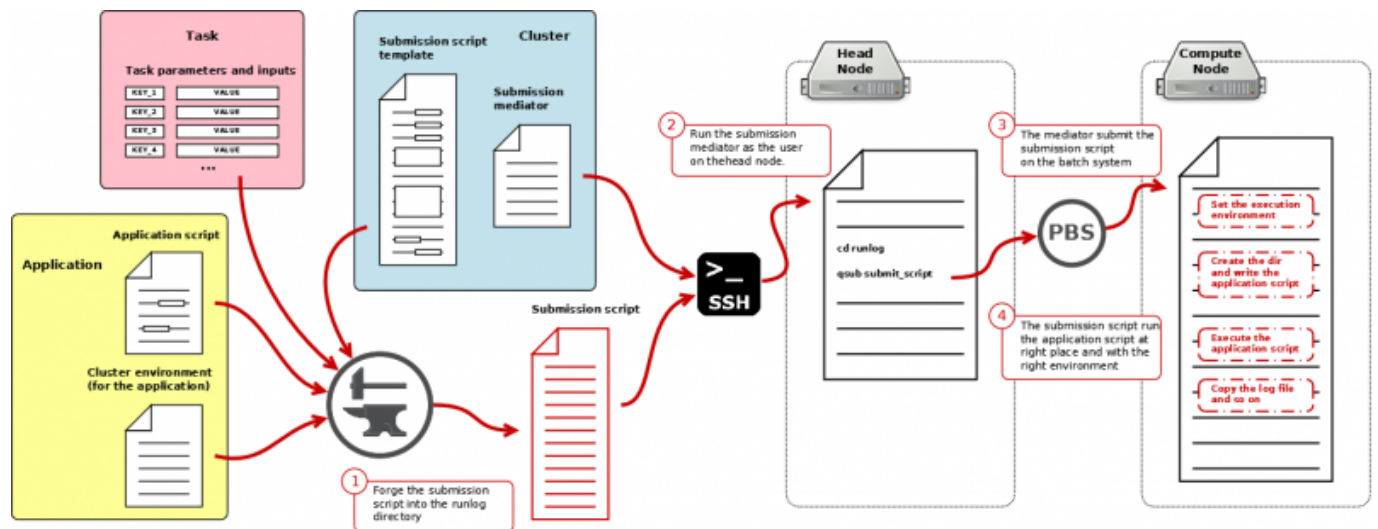 Task
Task parameters and inputs
KEY_1 VALUE
KEY_2 VALUE
KEY_3 VALUE
KEY_4 VALUE
...
Application
Application script
Cluster environment
(for the application)
Cluster
Submission script
template
Submission
mediator
1
Forge the submission
script into the runlog
directory
Submission script
>_
SSH
2
Run the submission
mediator as the user
on thehead node.
Head
Node
cd runlog
qsub submit_script
3
The mediator submit the
submission script
on the batch system
PBS
4
The submission script run
the application script at
right place and with the
right environment
Compute
Node
Set the execution
environment
Create the dir
and write the
application script
Execute the
application script
Copy the log file
and so on